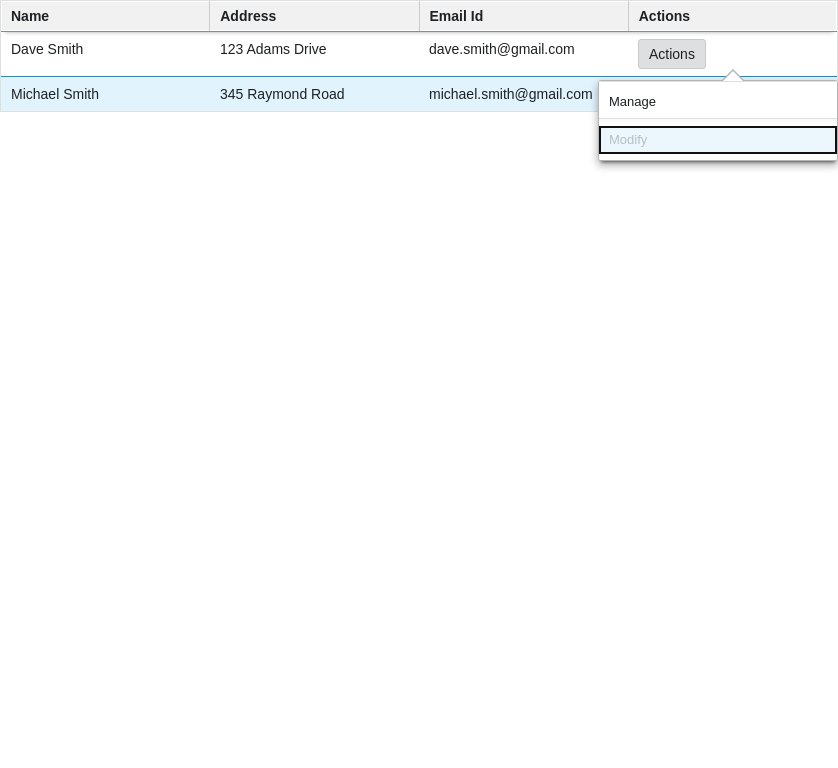 Name Address Email Id Actions
Dave Smith 123 Adams Drive dave.smith@gmail.com Actions
Michael Smith 345 Raymond Road michael.smith@gmail.com
Manage
Modify